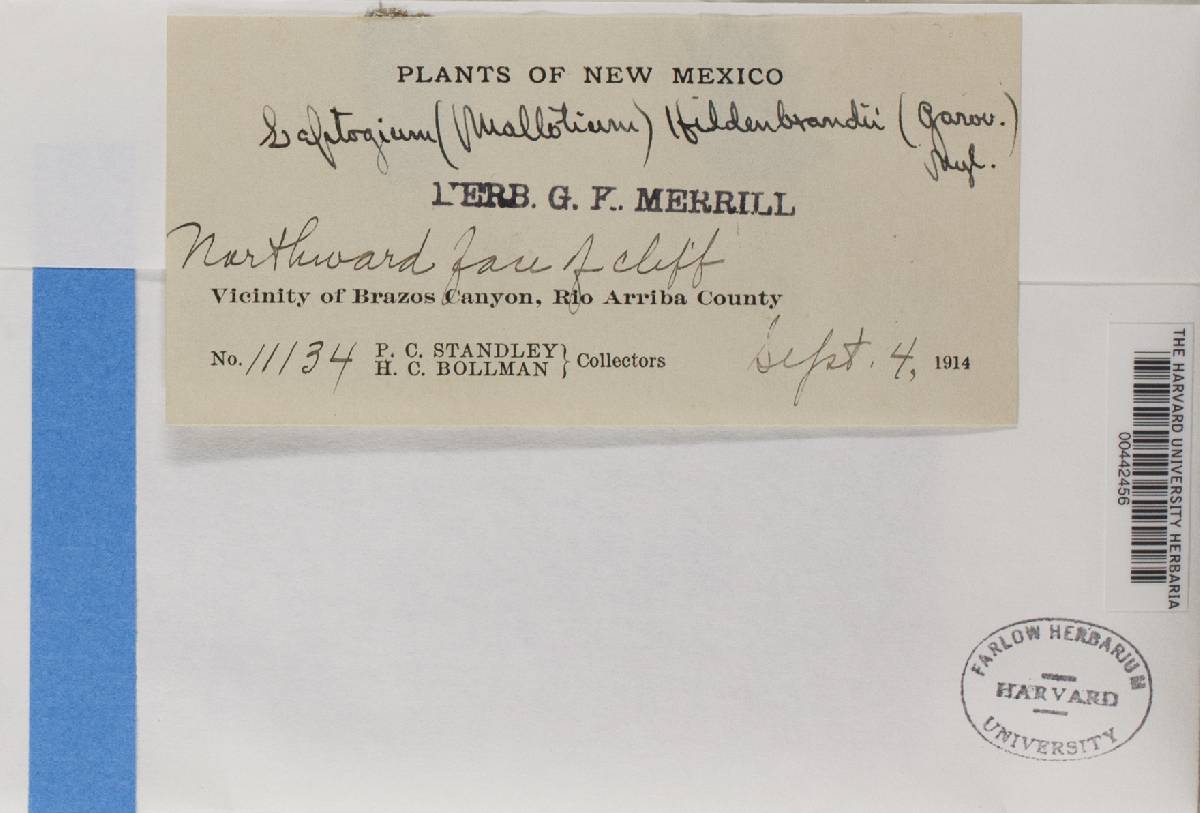 PLANTS OF NEW MEXICO
Leptogium (Mallotium) Hildenbrandii (Garov.)
Nyl.
HERB. G. K. MERRILL
Northward face of cliff
Vicinity of Brazos Canyon, Rio Arriba County
No. 11134 P. C. STANDLEY
H. C. BOLLMAN } Collectors Sept. 4, 1914
THE HARVARD UNIVERSITY HERBARIA
00442456
FARLOW HERBARIUM
HARVARD
UNIVERSITY